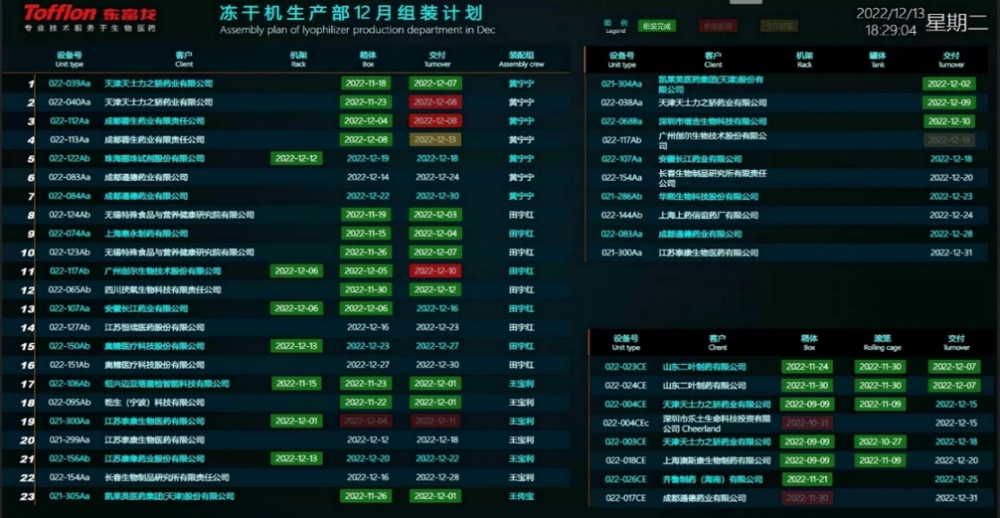 Tofflon 东富龙
专业技术服务于生物医药
冻干机生产部12月组装计划
Assembly plan of lyophilizer production department in Dec
图例 Legend 组装完成 组装超期 今日组装
2022/12/13 星期二
18:29:04
设备号 客户 机架 箱体 交付 装配组
Unit type Client Rack Box Turnover Assembly crew
1 022-039Aa 天津天士力之骄药业有限公司 2022-11-18 2022-12-07 黄宁宁
2 022-040Aa 天津天士力之骄药业有限公司 2022-11-23 2022-12-08 黄宁宁
3 022-112Aa 成都蓉生药业有限责任公司 2022-12-04 2022-12-08 黄宁宁
4 022-113Aa 成都蓉生药业有限责任公司 2022-12-08 2022-12-13 黄宁宁
5 022-122Ab 珠海丽珠试剂股份有限公司 2022-12-12 2022-12-19 2022-12-18 黄宁宁
6 022-083Aa 成都通德药业有限公司 2022-12-14 2022-12-24 黄宁宁
7 022-084Aa 成都通德药业有限公司 2022-12-22 2022-12-30 黄宁宁
8 022-124Ab 无锡特殊食品与营养健康研究院有限公司 2022-11-19 2022-12-03 田宇红
9 022-074Aa 上海惠永制药有限公司 2022-11-15 2022-12-04 田宇红
10 022-123Ab 无锡特殊食品与营养健康研究院有限公司 2022-11-26 2022-12-07 田宇红
11 022-117Ab 广州创尔生物技术股份有限公司 2022-12-06 2022-12-05 2022-12-10 田宇红
12 022-065Ab 四川厌氧生物科技有限责任公司 2022-11-30 2022-12-12 田宇红
13 022-107Aa 安徽长江药业有限公司 2022-12-06 2022-12-06 2022-12-16 田宇红
14 022-127Ab 江苏恒瑞医药股份有限公司 2022-12-16 2022-12-23 田宇红
15 022-150Ab 奥精医疗科技股份有限公司 2022-12-13 2022-12-23 2022-12-27 田宇红
16 022-151Ab 奥精医疗科技股份有限公司 2022-12-27 2022-12-30 田宇红
17 022-106Ab 绍兴迈亚塔菌检智能科技有限公司 2022-11-15 2022-11-23 2022-12-01 王宝利
18 022-095Ab 乾生（宁波）科技有限公司 2022-11-22 2022-12-01 王宝利
19 021-300Aa 江苏泰康生物医药有限公司 2022-12-01 2022-12-04 2022-12-11 王宝利
20 021-299Aa 江苏泰康生物医药有限公司 2022-12-12 2022-12-18 王宝利
21 022-156Ab 江苏康缘药业股份有限公司 2022-12-13 2022-12-20 2022-12-22 王宝利
22 022-154Aa 长春生物制品研究所有限责任公司 2022-12-16 2022-12-28 王宝利
23 021-305Aa 凯莱英医药集团(天津)股份有限公司 2022-11-26 2022-12-01 王传宝
设备号 客户 机架 罐体 交付
Unit type Client Rack Tank Turnover
021-304Aa 凯莱英医药集团(天津)股份有 2022-12-02
限公司
022-038Aa 天津天士力之骄药业有限公司 2022-12-09
022-068Ba 深圳市瑞吉生物科技有限公司 2022-12-10
022-117Ab 广州创尔生物技术股份有限公 2022-12-13
司
022-107Aa 安徽长江药业有限公司 2022-12-18
022-154Aa 长春生物制品研究所有限责任 2022-12-20
公司
021-286Ab 华熙生物科技股份有限公司 2022-12-23
022-144Ab 上海上药信谊药厂有限公司 2022-12-24
022-083Aa 成都通德药业有限公司 2022-12-28
021-300Aa 江苏泰康生物医药有限公司 2022-12-31
设备号 客户 箱体 滚笼 交付
Unit type Client Box Rolling cage Turnover
022-023CE 山东二叶制药有限公司 2022-11-24 2022-11-30 2022-12-07
022-024CE 山东二叶制药有限公司 2022-11-30 2022-11-30 2022-12-07
022-004CE 天津天士力之骄药业有限公司 2022-09-09 2022-11-09 2022-12-15
022-004CEc 深圳市乐土生命科技投资有限 2022-10-31 2022-12-15
公司 Cheerland
022-003CE 天津天士力之骄药业有限公司 2022-09-09 2022-10-27 2022-12-18
022-018CE 上海澳斯康生物制药有限公司 2022-09-09 2022-11-09 2022-12-20
022-026CE 齐鲁制药（海南）有限公司 2022-11-21 2022-12-25
022-017CE 成都通德药业有限公司 2022-11-30 2022-12-31